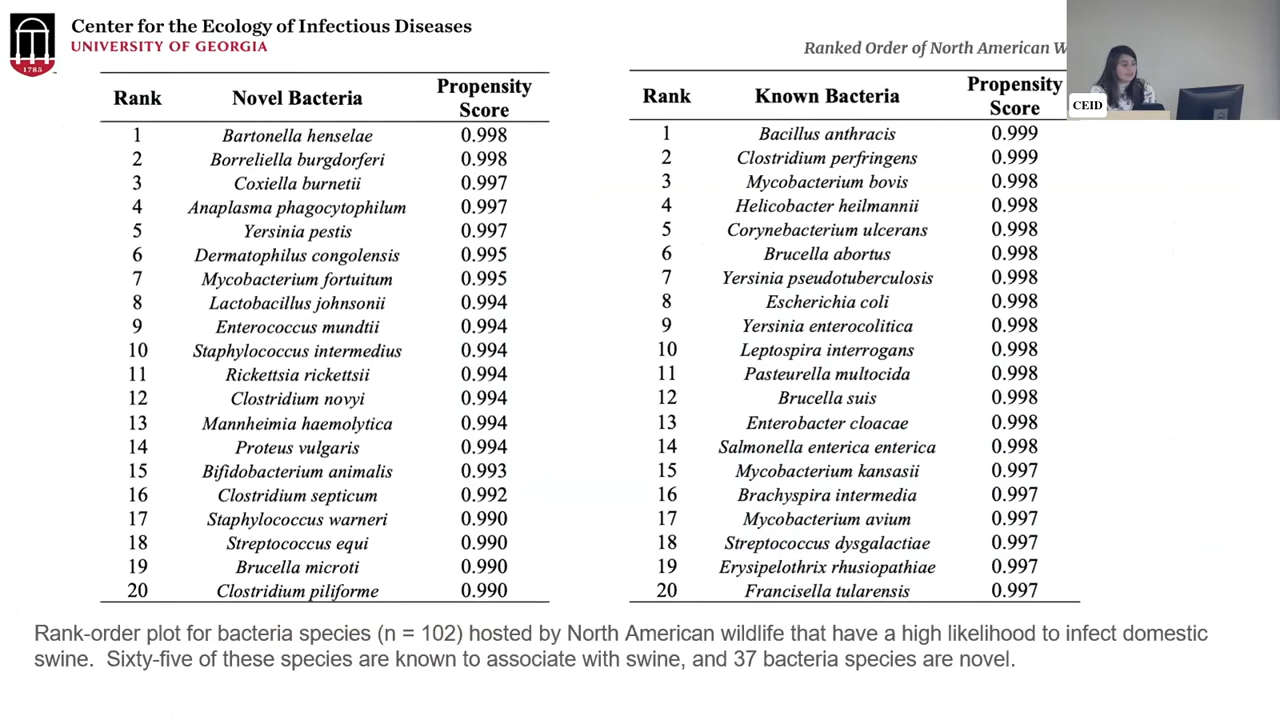 Center for the Ecology of Infectious Diseases
UNIVERSITY OF GEORGIA
1785
Ranked Order of North American
CEID
Rank Novel Bacteria Propensity Score
1 Bartonella henselae 0.998
2 Borreliella burgdorferi 0.998
3 Coxiella burnetii 0.997
4 Anaplasma phagocytophilum 0.997
5 Yersinia pestis 0.997
6 Dermatophilus congolensis 0.995
7 Mycobacterium fortuitum 0.995
8 Lactobacillus johnsonii 0.994
9 Enterococcus mundtii 0.994
10 Staphylococcus intermedius 0.994
11 Rickettsia rickettsii 0.994
12 Clostridium novyi 0.994
13 Mannheimia haemolytica 0.994
14 Proteus vulgaris 0.994
15 Bifidobacterium animalis 0.993
16 Clostridium septicum 0.992
17 Staphylococcus warneri 0.990
18 Streptococcus equi 0.990
19 Brucella microti 0.990
20 Clostridium piliforme 0.990
Rank Known Bacteria Propensity Score
1 Bacillus anthracis 0.999
2 Clostridium perfringens 0.999
3 Mycobacterium bovis 0.998
4 Helicobacter heilmannii 0.998
5 Corynebacterium ulcerans 0.998
6 Brucella abortus 0.998
7 Yersinia pseudotuberculosis 0.998
8 Escherichia coli 0.998
9 Yersinia enterocolitica 0.998
10 Leptospira interrogans 0.998
11 Pasteurella multocida 0.998
12 Brucella suis 0.998
13 Enterobacter cloacae 0.998
14 Salmonella enterica enterica 0.998
15 Mycobacterium kansasii 0.997
16 Brachyspira intermedia 0.997
17 Mycobacterium avium 0.997
18 Streptococcus dysgalactiae 0.997
19 Erysipelothrix rhusiopathiae 0.997
20 Francisella tularensis 0.997
Rank-order plot for bacteria species (n = 102) hosted by North American wildlife that have a high likelihood to infect domestic
swine. Sixty-five of these species are known to associate with swine, and 37 bacteria species are novel.